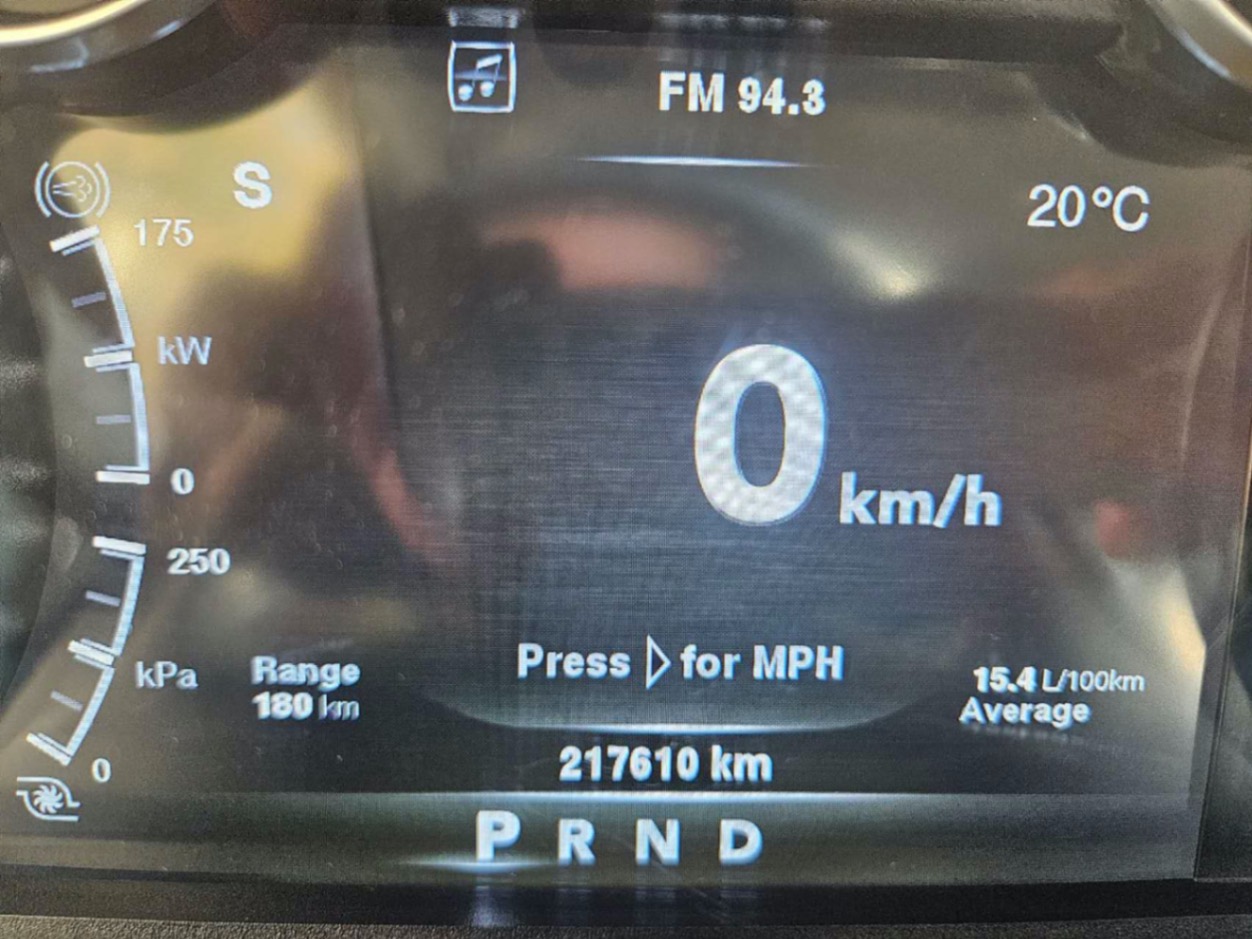 FM 94.3
S
20°C
175
kW
0
250
kPa
0
0 km/h
Press ▷ for MPH
Range
180 km
15.4 L/100km
Average
217610 km
P R N D